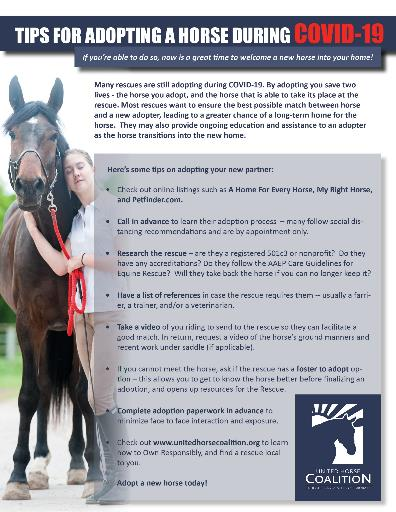 TIPS FOR ADOPTING A HORSE DURING COVID-19
If you're able to do so, now is a great time to welcome a new horse into your home!
Many rescues are still adopting during COVID-19. By adopting you save two
lives - the horse you adopt, and the horse that is able to take its place at the
rescue. Most rescues want to ensure the best possible match between horse
and a new adopter, leading to a greater chance of a long-term home for the
horse. They may also provide ongoing education and assistance to an adopter
as the horse transitions into the new home.
Here's some tips on adopting your new partner:
• Check out online listings such as A Home For Every Horse, My Right Horse,
and Petfinder.com.
• Call in advance to learn their adoption process -- many follow social dis-
tancing recommendations and are by appointment only.
• Research the rescue – are they a registered 501c3 or nonprofit? Do they
have any accreditations? Do they follow the AAEP Care Guidelines for
Equine Rescue? Will they take back the horse if you can no longer keep it?
• Have a list of references in case the rescue requires them -- usually a farri-
er, a trainer, and/or a veterinarian.
• Take a video of you riding to send to the rescue so they can facilitate a
good match. In return, request a video of the horse's ground manners and
recent work under saddle (if applicable).
• If you cannot meet the horse, ask if the rescue has a foster to adopt op-
tion – this allows you to get to know the horse better before finalizing an
adoption, and opens up resources for the Rescue.
• Complete adoption paperwork in advance to
minimize face to face interaction and exposure.
• Check out www.unitedhorsecoalition.org to learn
how to Own Responsibly, and find a rescue local
to you.
Adopt a new horse today!
UNITED HORSE
COALITION